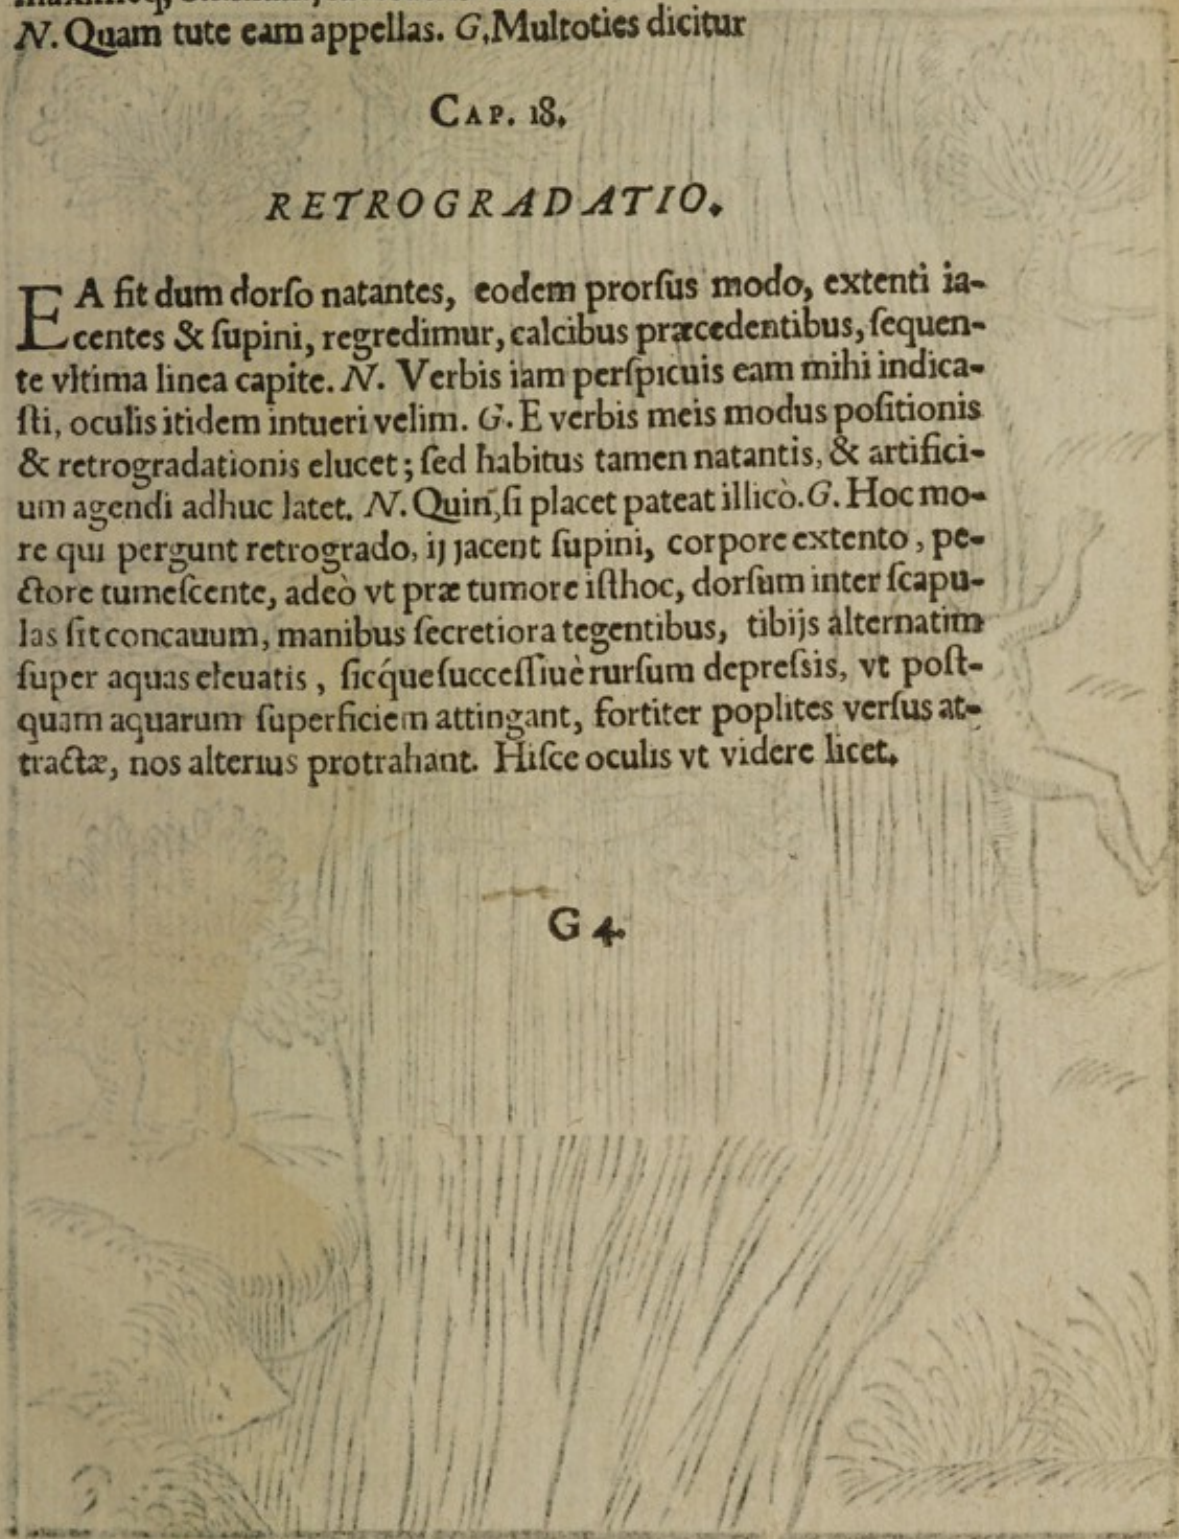 N. Quam tute eam appellas. G. Multoties dicitur
CAP. 18.
RETROGRADATIO.
EA fit dum dorſo natantes, eodem prorſus modo, extenti ia-
centes & ſupini, regredimur, calcibus præcedentibus, ſequen-
te vltima linea capite. N. Verbis iam perſpicuis eam mihi indica-
ſti, oculis itidem intueri velim. G. E verbis meis modus poſitionis
& retrogradationis elucet; ſed habitus tamen natantis, & artifici-
um agendi adhuc latet. N. Quin, ſi placet pateat illicò. G. Hoc mo-
re qui pergunt retrogrado, ij jacent ſupini, corpore extento, pe-
ctore tumeſcente, adeò vt præ tumore iſthoc, dorſum inter ſcapu-
las ſit concauum, manibus ſecretiora tegentibus, tibijs alternatim
ſuper aquas eleuatis, ſicq́ue ſucceſſiuè rurſum depreſsis, vt poſt-
quam aquarum ſuperficiem attingant, fortiter poplites verſus at-
tractæ, nos alterius protrahant. Hiſce oculis vt videre licet.
G 4.